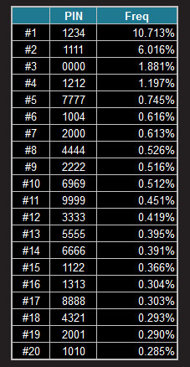 PIN Freq
#1 1234 10.713%
#2 1111 6.016%
#3 0000 1.881%
#4 1212 1.197%
#5 7777 0.745%
#6 1004 0.616%
#7 2000 0.613%
#8 4444 0.526%
#9 2222 0.516%
#10 6969 0.512%
#11 9999 0.451%
#12 3333 0.419%
#13 5555 0.395%
#14 6666 0.391%
#15 1122 0.366%
#16 1313 0.304%
#17 8888 0.303%
#18 4321 0.293%
#19 2001 0.290%
#20 1010 0.285%